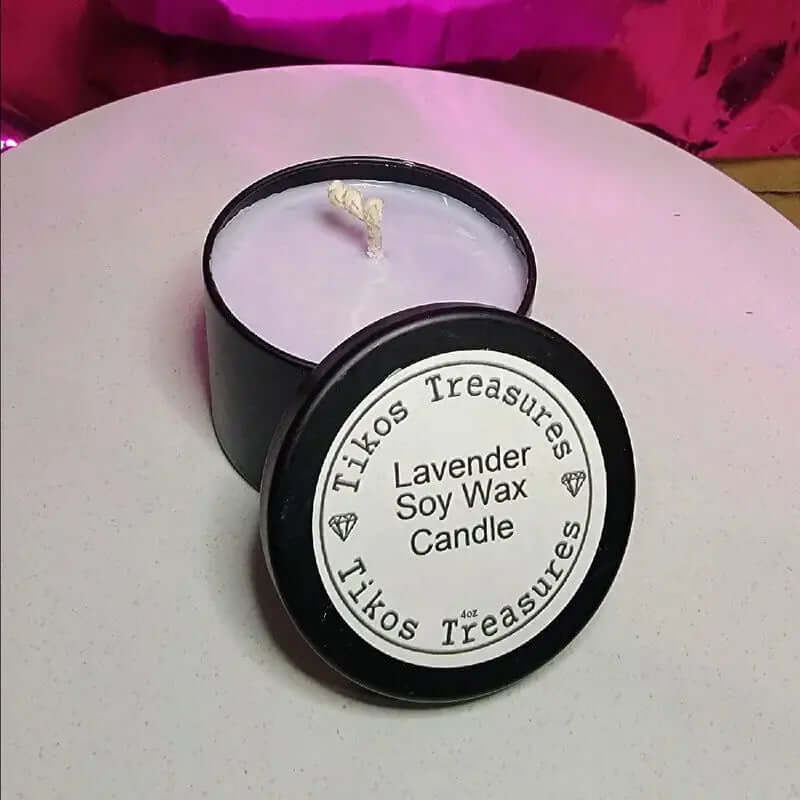 Tikos Treasures
Lavender
Soy Wax
Candle
4oz
Tikos Treasures